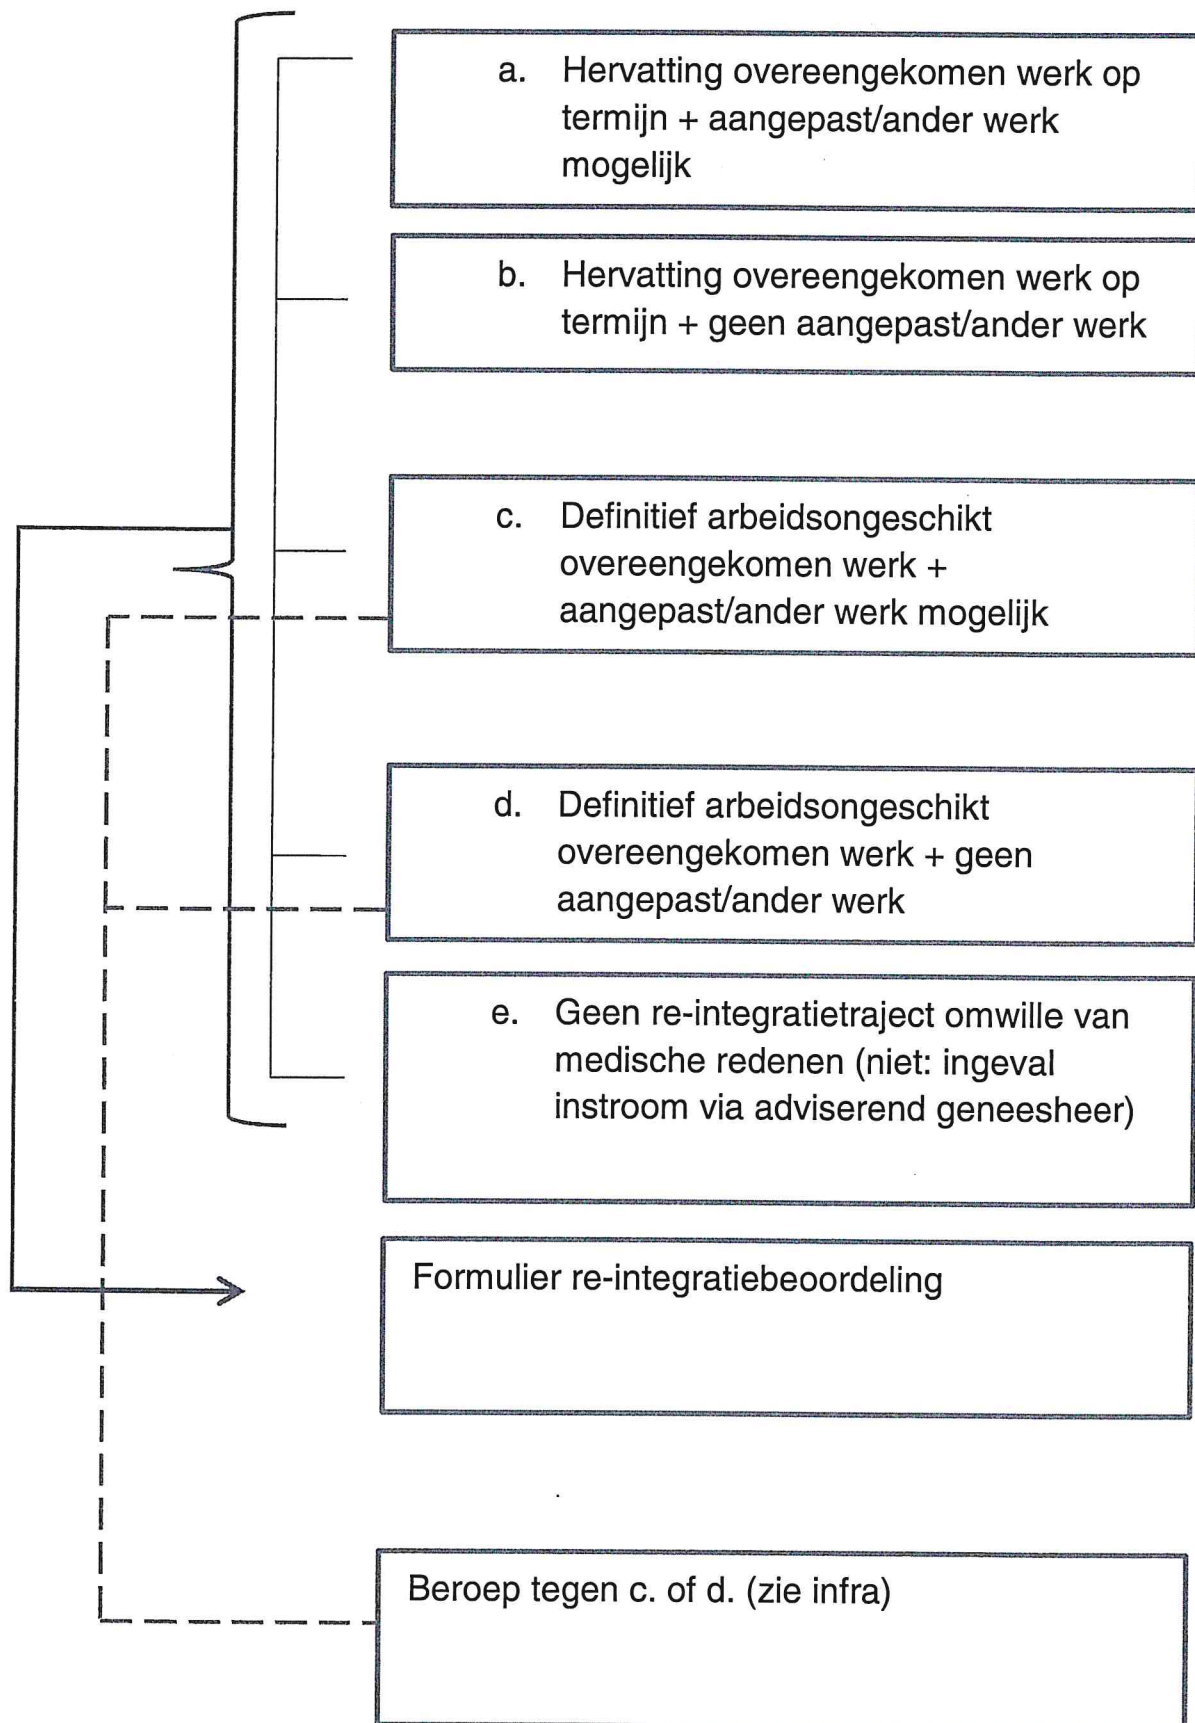 a. Hervatting overeengekomen werk op
termijn + aangepast/ander werk
mogelijk
b. Hervatting overeengekomen werk op
termijn + geen aangepast/ander werk
c. Definitief arbeidsongeschikt
overeengekomen werk +
aangepast/ander werk mogelijk
d. Definitief arbeidsongeschikt
overeengekomen werk + geen
aangepast/ander werk
e. Geen re-integratietraject omwille van
medische redenen (niet: ingeval
instroom via adviserend geneesheer)
Formulier re-integratiebeoordeling
Beroep tegen c. of d. (zie infra)